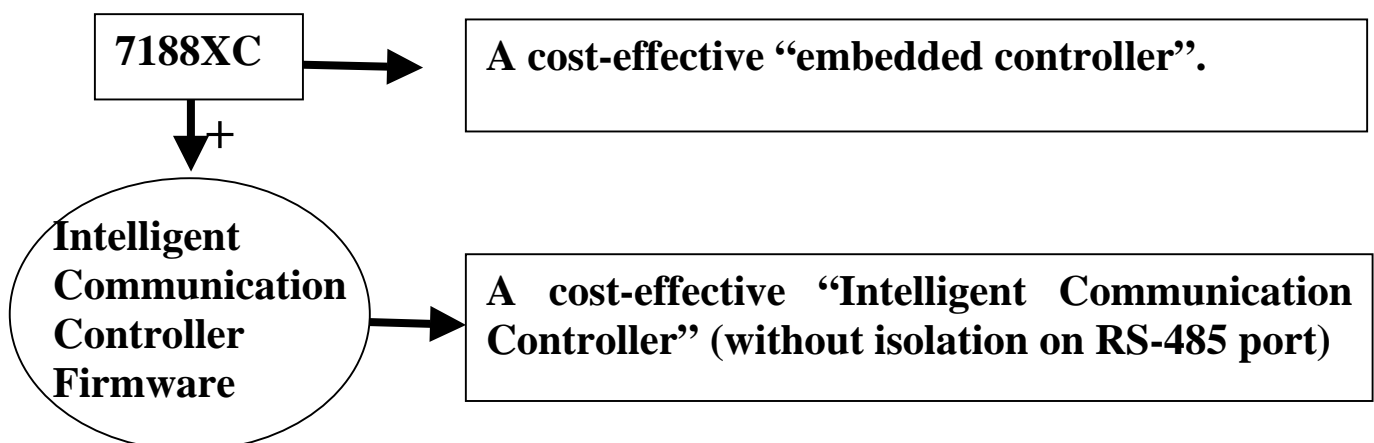 7188XC
A cost-effective “embedded controller”.
+
Intelligent
Communication
Controller
Firmware
A cost-effective “Intelligent Communication
Controller” (without isolation on RS-485 port)